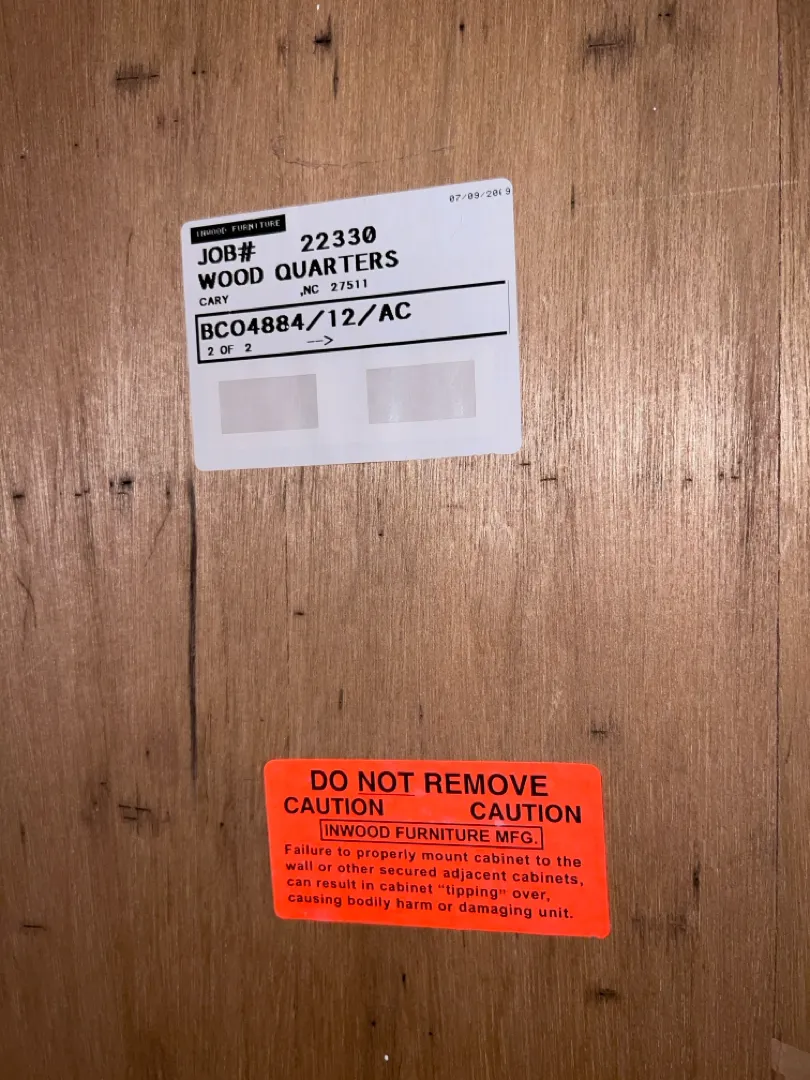 07/09/2009
INWOOD FURNITURE
JOB# 22330
WOOD QUARTERS
CARY ,NC 27511
BCO4884/12/AC
2 OF 2 -->
DO NOT REMOVE
CAUTION CAUTION
INWOOD FURNITURE MFG.
Failure to properly mount cabinet to the
wall or other secured adjacent cabinets,
can result in cabinet "tipping" over,
causing bodily harm or damaging unit.